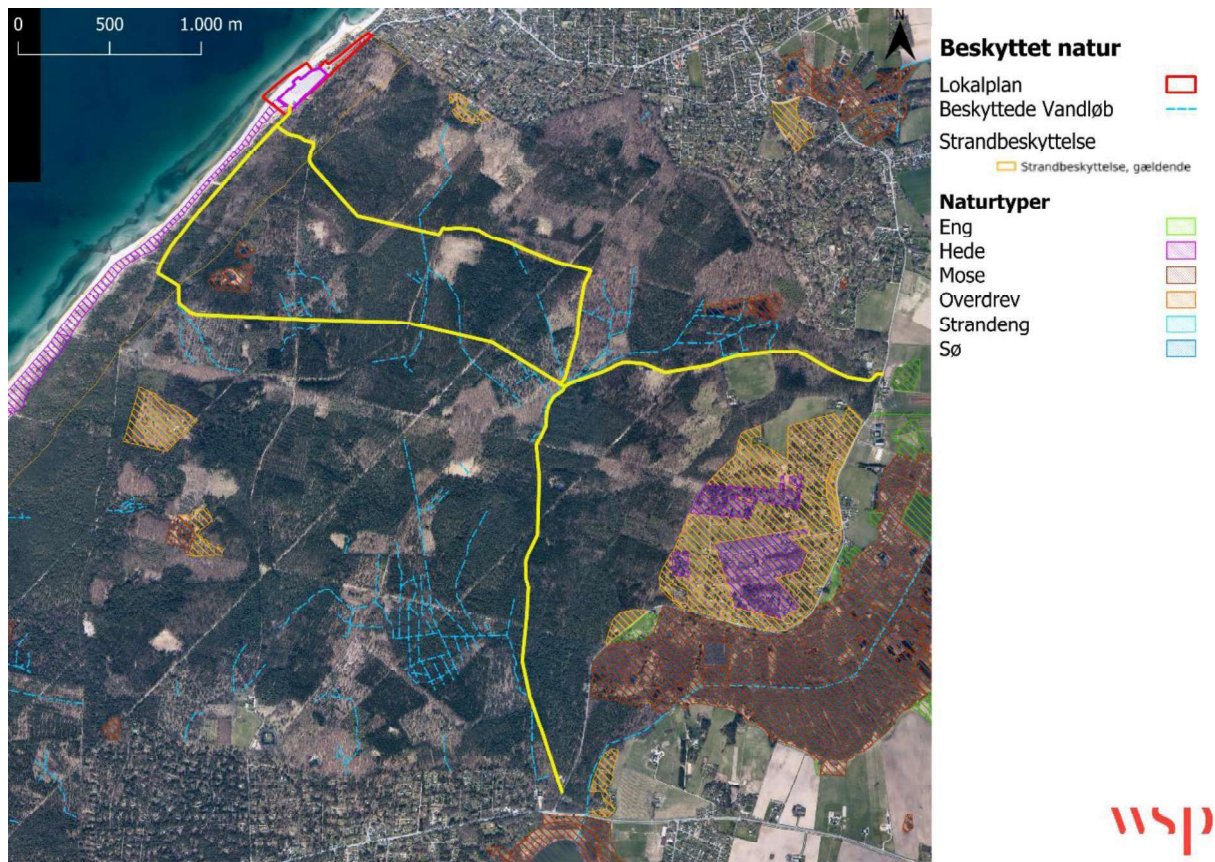 0 500 1.000 m
N
Beskyttet natur
Lokalplan
Beskyttede Vandløb
Strandbeskyttelse
Strandbeskyttelse, gældende
Naturtyper
Eng
Hede
Mose
Overdrev
Strandeng
Sø
wsp